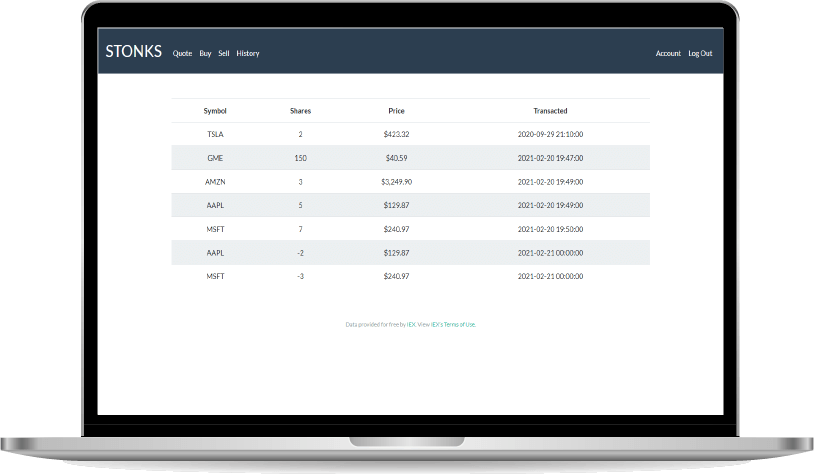 STONKS Quote Buy Sell History Account Log Out
Symbol Shares Price Transacted
TSLA 2 $423.32 2020-09-29 21:10:00
GME 150 $40.59 2021-02-20 19:47:00
AMZN 3 $3,249.90 2021-02-20 19:49:00
AAPL 5 $129.87 2021-02-20 19:49:00
MSFT 7 $240.97 2021-02-20 19:50:00
AAPL -2 $129.87 2021-02-21 00:00:00
MSFT -3 $240.97 2021-02-21 00:00:00
Data provided for free by IEX. View IEX's Terms of Use.